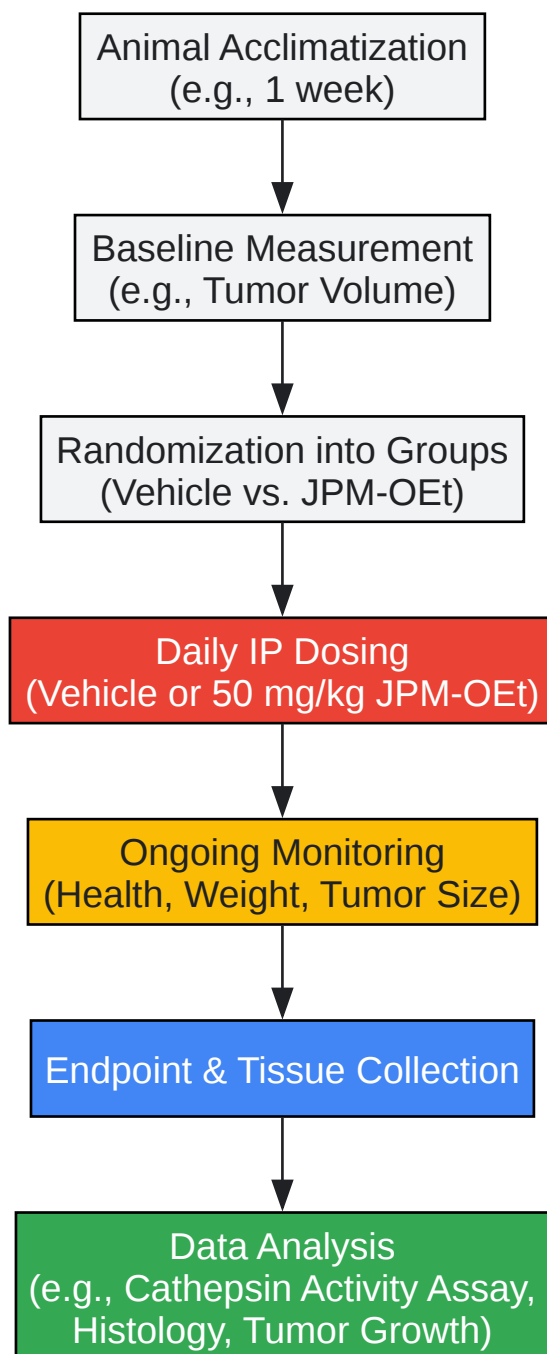 Animal Acclimatization
(e.g., 1 week)
Baseline Measurement
(e.g., Tumor Volume)
Randomization into Groups
(Vehicle vs. JPM-OEt)
Daily IP Dosing
(Vehicle or 50 mg/kg JPM-OEt)
Ongoing Monitoring
(Health, Weight, Tumor Size)
Endpoint & Tissue Collection
Data Analysis
(e.g., Cathepsin Activity Assay,
Histology, Tumor Growth)